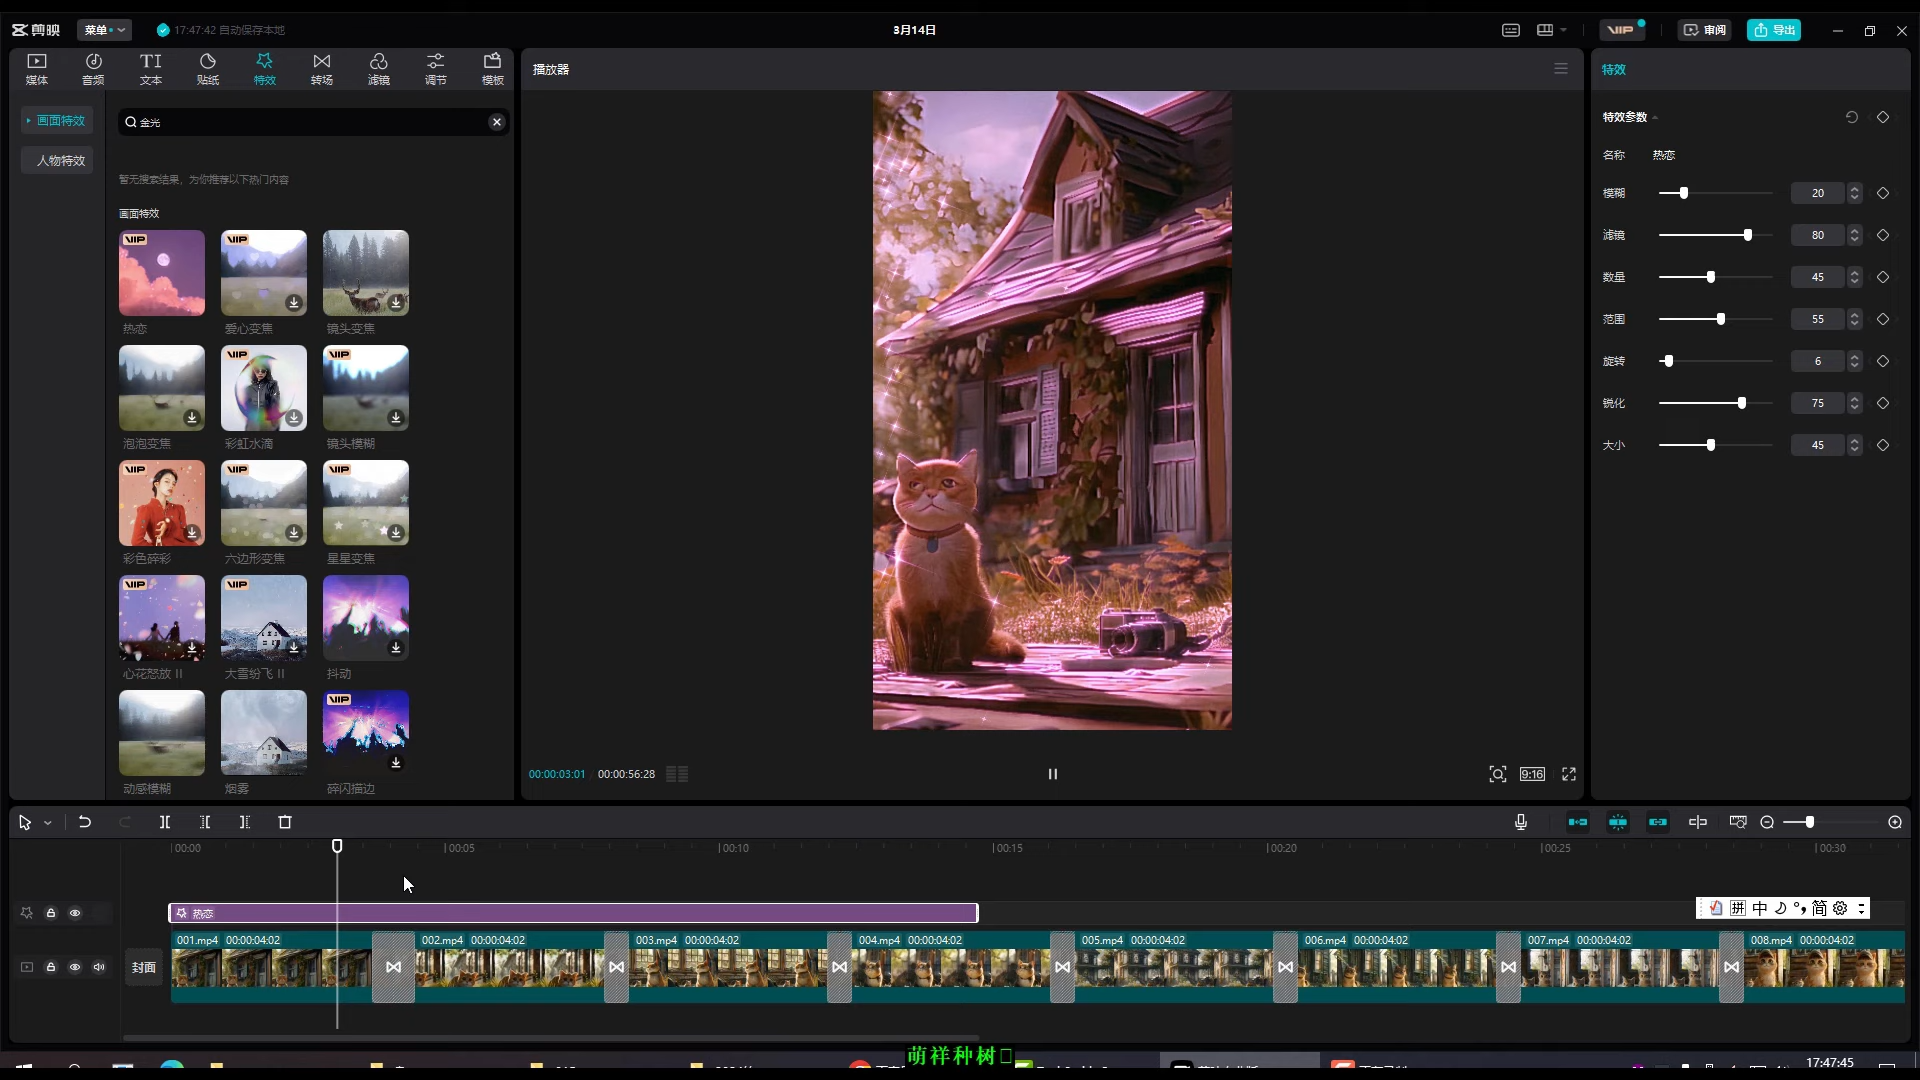 剪映 菜单 17:47:42 自动保存本地 3月14日 VIP 审阅 导出
媒体 音频 文本 贴纸 特效 转场 滤镜 调节 模板
播放器
特效
画面特效
人物特效
金光
暂无搜索结果，为你推荐以下热门内容
画面特效
VIP VIP
热恋 爱心变焦 镜头变焦
VIP VIP
泡泡变焦 彩虹水滴 镜头模糊
VIP VIP VIP
彩色碎彩 六边形变焦 星星变焦
VIP VIP
心花怒放 II 大雪纷飞 II 抖动
VIP
动感模糊 烟雾 碎闪描边
00:00:03:01 00:00:56:28 9:16
特效参数
名称 热恋
模糊 20
滤镜 80
数量 45
范围 55
旋转 6
锐化 75
大小 45
00:00 00:05 00:10 00:15 00:20 00:25 00:30
热恋
拼 中 简
001.mp4 00:00:04:02 002.mp4 00:00:04:02 003.mp4 00:00:04:02 004.mp4 00:00:04:02 005.mp4 00:00:04:02 006.mp4 00:00:04:02 007.mp4 00:00:04:02 008.mp4 00:00:04:02
封面
萌祥种树
17:47:45